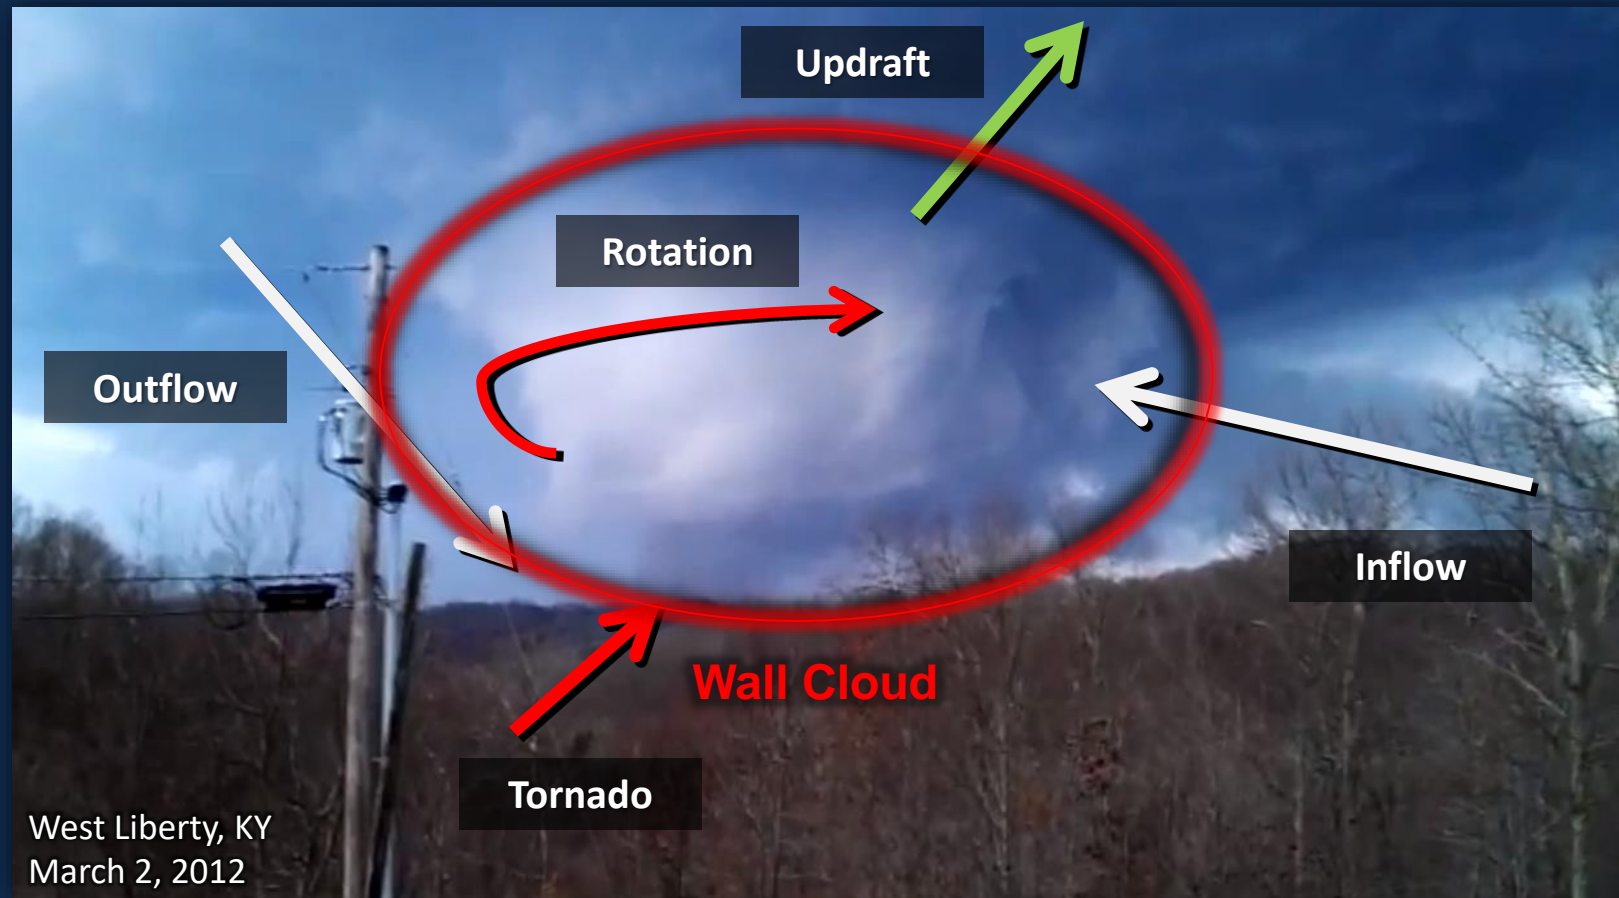 Updraft
Rotation
Outflow
Inflow
Wall Cloud
Tornado
West Liberty, KY
March 2, 2012